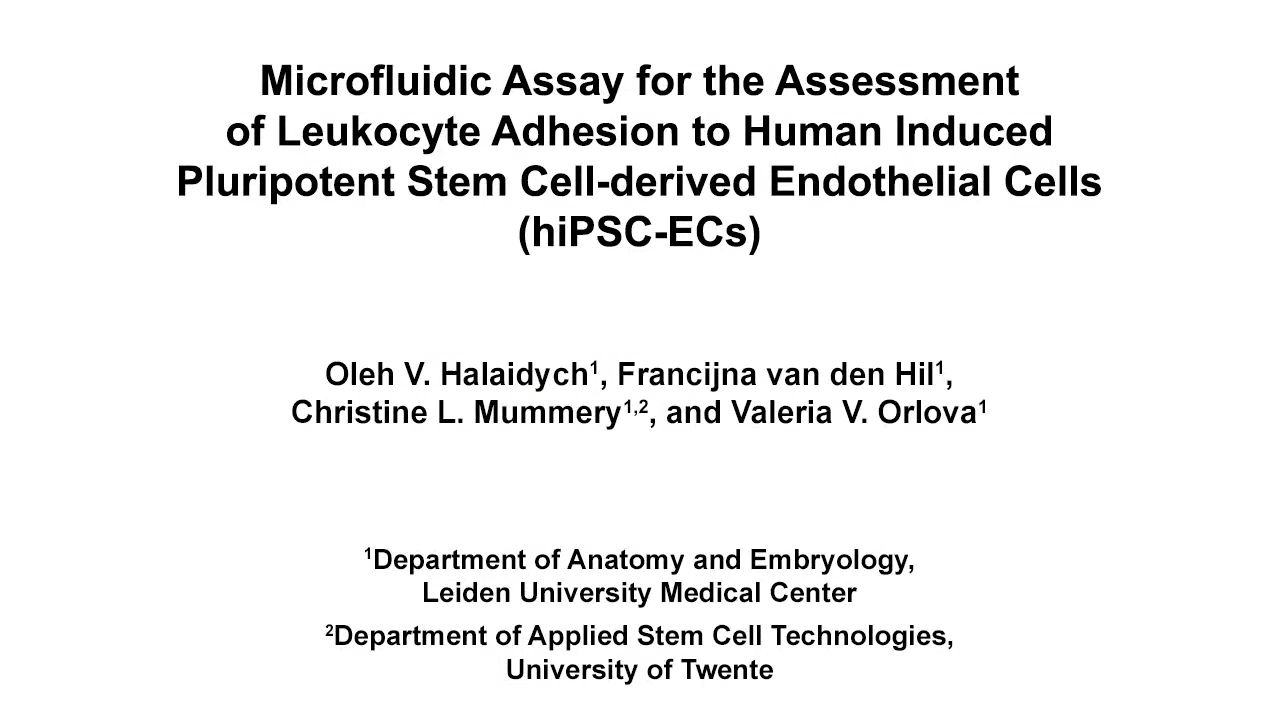 Microfluidic Assay for the Assessment
of Leukocyte Adhesion to Human Induced
Pluripotent Stem Cell-derived Endothelial Cells
(hiPSC-ECs)
Oleh V. Halaidych¹, Francijna van den Hil¹,
Christine L. Mummery¹,², and Valeria V. Orlova¹
¹Department of Anatomy and Embryology,
Leiden University Medical Center
²Department of Applied Stem Cell Technologies,
University of Twente